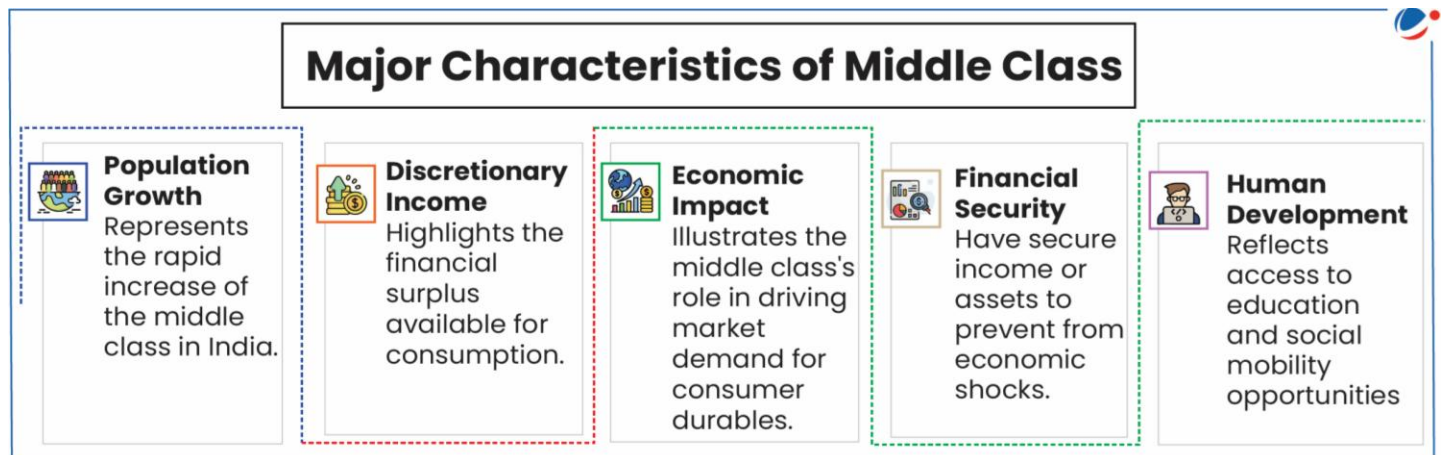 Major Characteristics of Middle Class
Population
Growth
Represents
the rapid
increase of
the middle
class in India.
Discretionary
Income
Highlights the
financial
surplus
available for
consumption.
Economic
Impact
Illustrates the
middle class's
role in driving
market
demand for
consumer
durables.
Financial
Security
Have secure
income or
assets to
prevent from
economic
shocks.
Human
Development
Reflects
access to
education
and social
mobility
opportunities